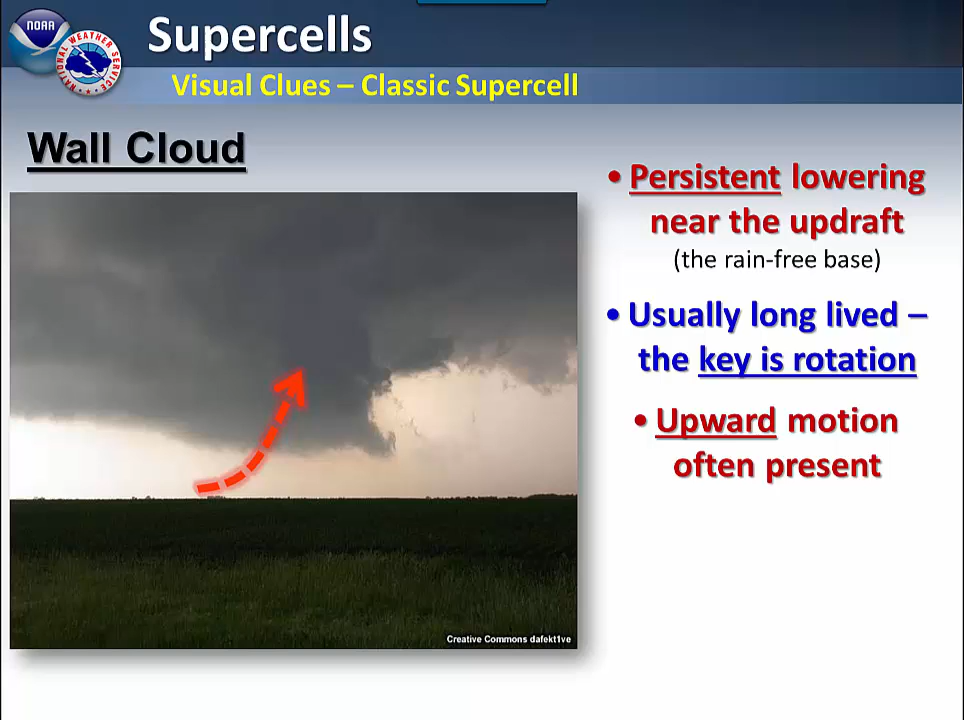 NOAA
NATIONAL WEATHER SERVICE
Supercells
Visual Clues – Classic Supercell
Wall Cloud
• Persistent lowering
near the updraft
(the rain-free base)
• Usually long lived –
the key is rotation
• Upward motion
often present
Creative Commons dafekt1ve